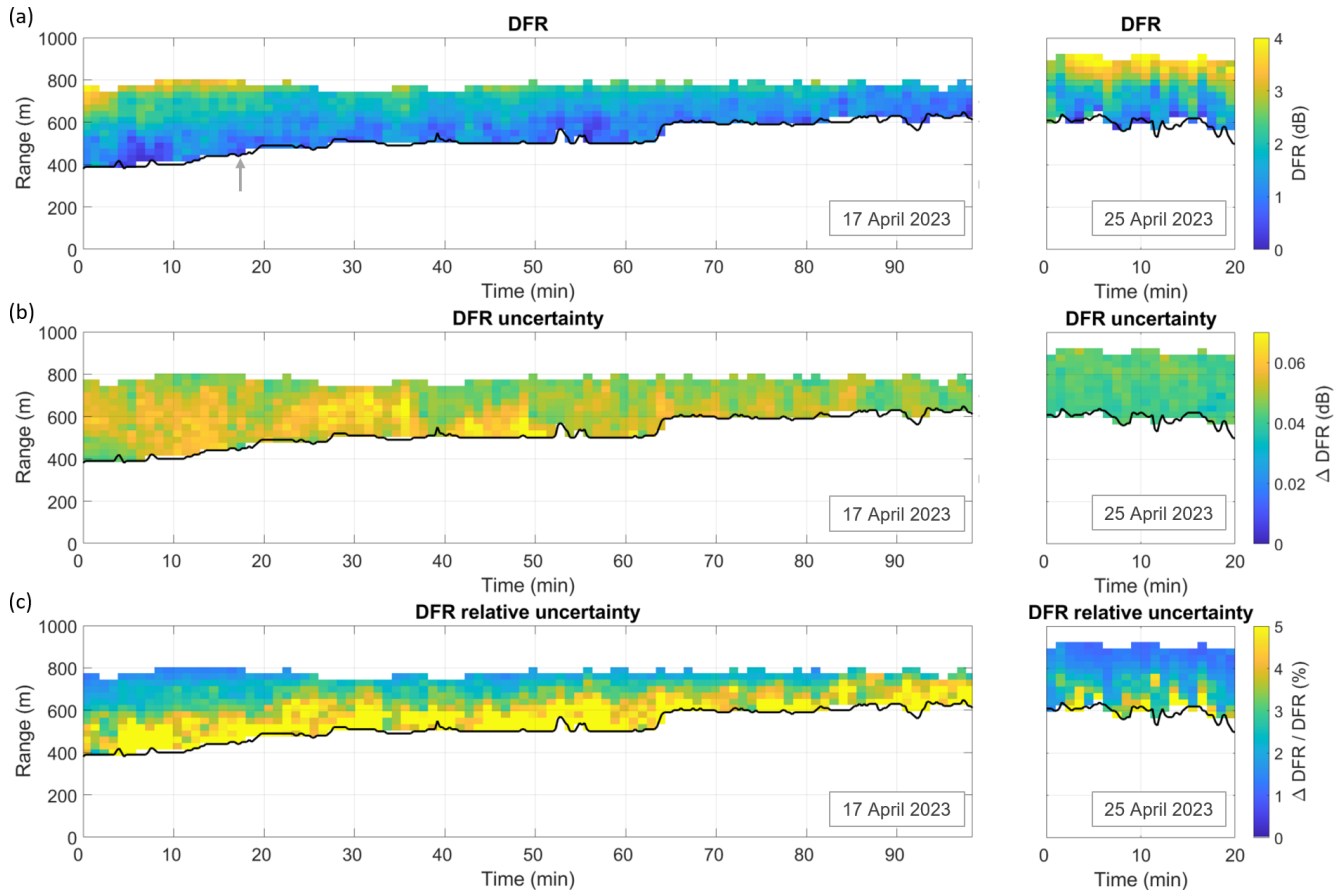 (a)
DFR
DFR
1000
800
600
400
200
0
Range (m)
17 April 2023
25 April 2023
0 10 20 30 40 50 60 70 80 90
0 10 20
Time (min)
Time (min)
4
3
2
1
0
DFR (dB)
(b)
DFR uncertainty
DFR uncertainty
1000
800
600
400
200
0
Range (m)
17 April 2023
25 April 2023
0 10 20 30 40 50 60 70 80 90
0 10 20
Time (min)
Time (min)
0.06
0.04
0.02
0
Δ DFR (dB)
(c)
DFR relative uncertainty
DFR relative uncertainty
1000
800
600
400
200
0
Range (m)
17 April 2023
25 April 2023
0 10 20 30 40 50 60 70 80 90
0 10 20
Time (min)
Time (min)
5
4
3
2
1
0
Δ DFR / DFR (%)